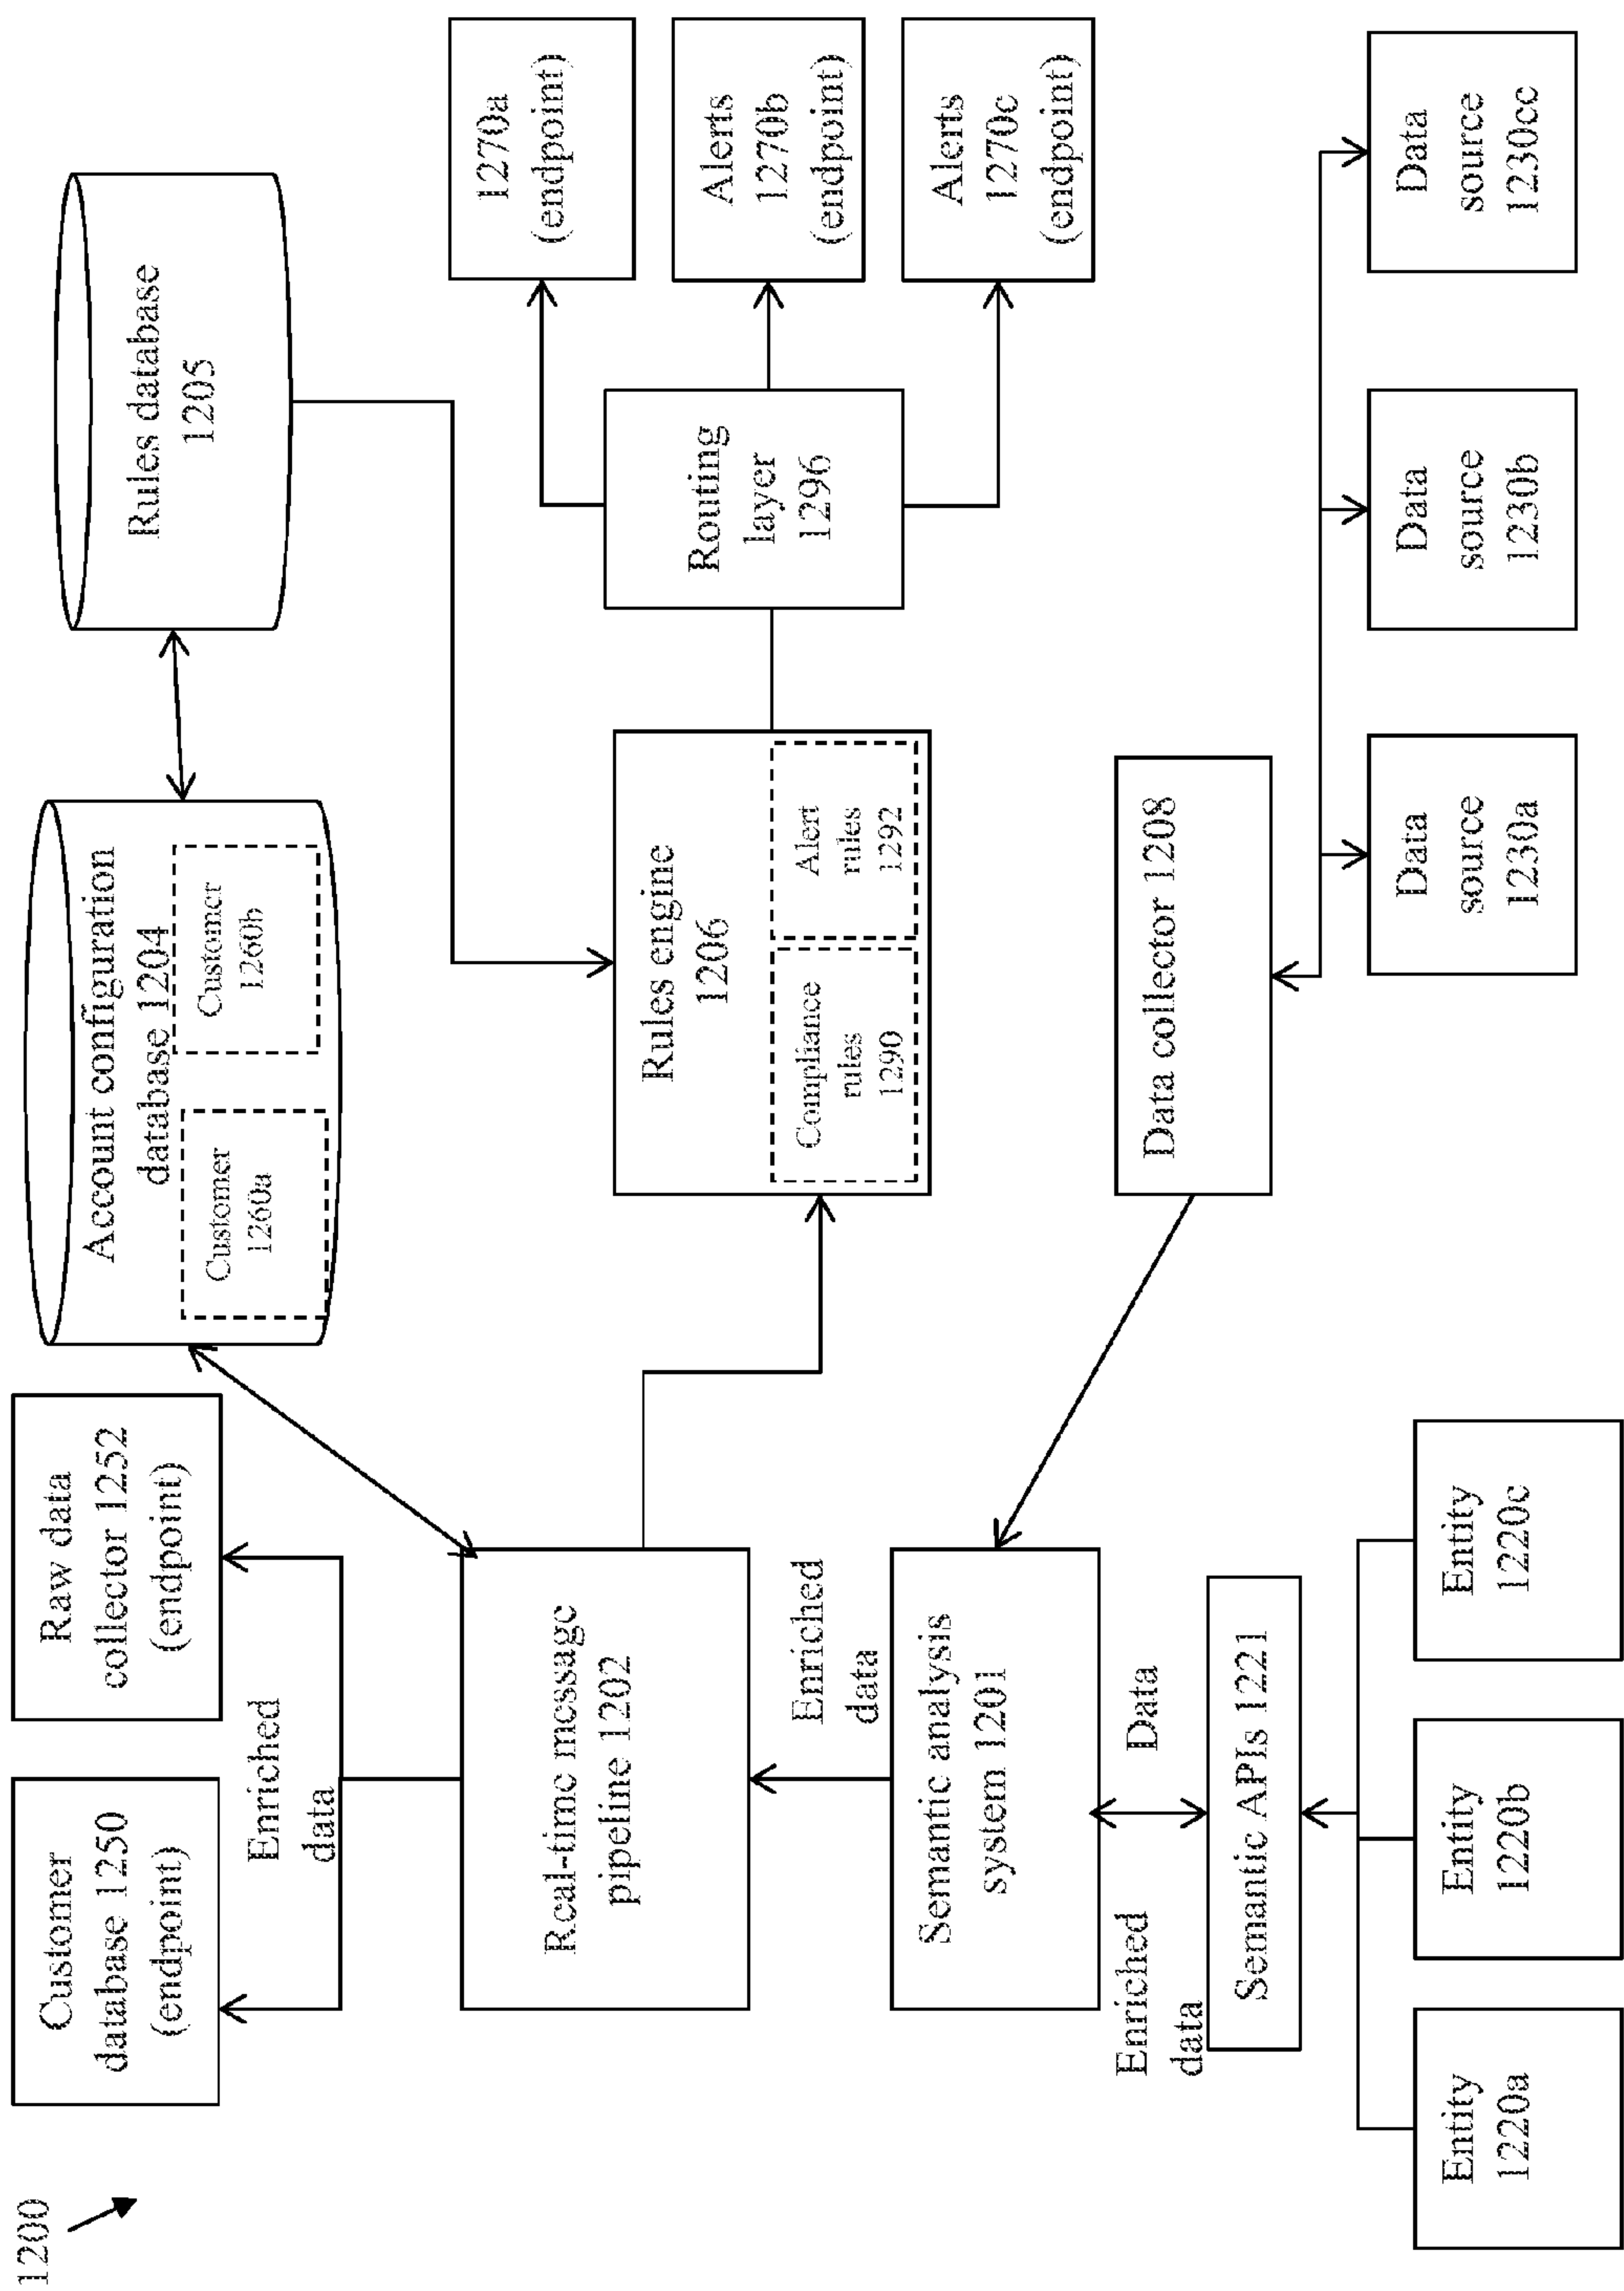 1200
Customer
database 1250
(endpoint)
Raw data
collector 1252
(endpoint)
Enriched
data
Account configuration
database 1204
Customer
1260a
Customer
1260b
Rules database
1205
Real-time message
pipeline 1202
Rules engine
1206
Compliance
rules
1290
Alert
rules
1292
Routing
layer
1296
1270a
(endpoint)
Alerts
1270b
(endpoint)
Alerts
1270c
(endpoint)
Enriched
data
Semantic analysis
system 1201
Enriched
data
Data
Semantic APIs 1221
Entity
1220a
Entity
1220b
Entity
1220c
Data collector 1208
Data
source
1230a
Data
source
1230b
Data
source
1230cc